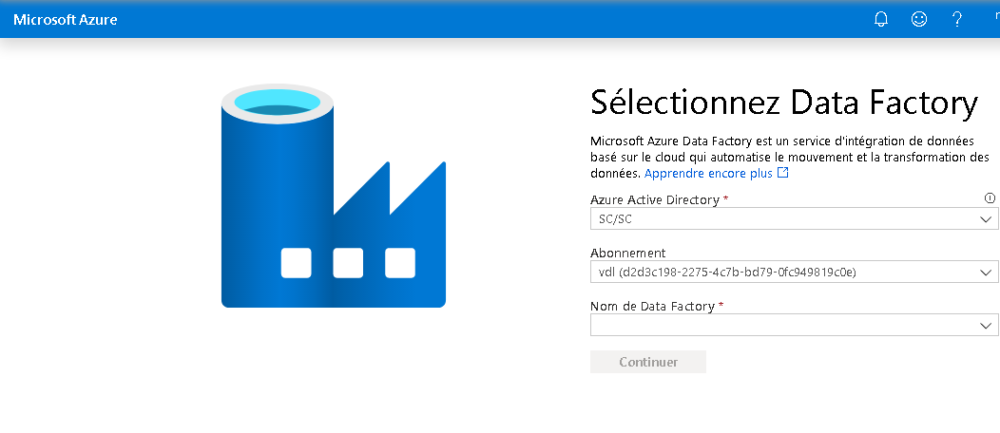 Microsoft Azure
Sélectionnez Data Factory
Microsoft Azure Data Factory est un service d'intégration de données
basé sur le cloud qui automatise le mouvement et la transformation des
données. Apprendre encore plus
Azure Active Directory *
SC/SC
Abonnement
vdl (d2d3c198-2275-4c7b-bd79-0fc949819c0e)
Nom de Data Factory *
Continuer